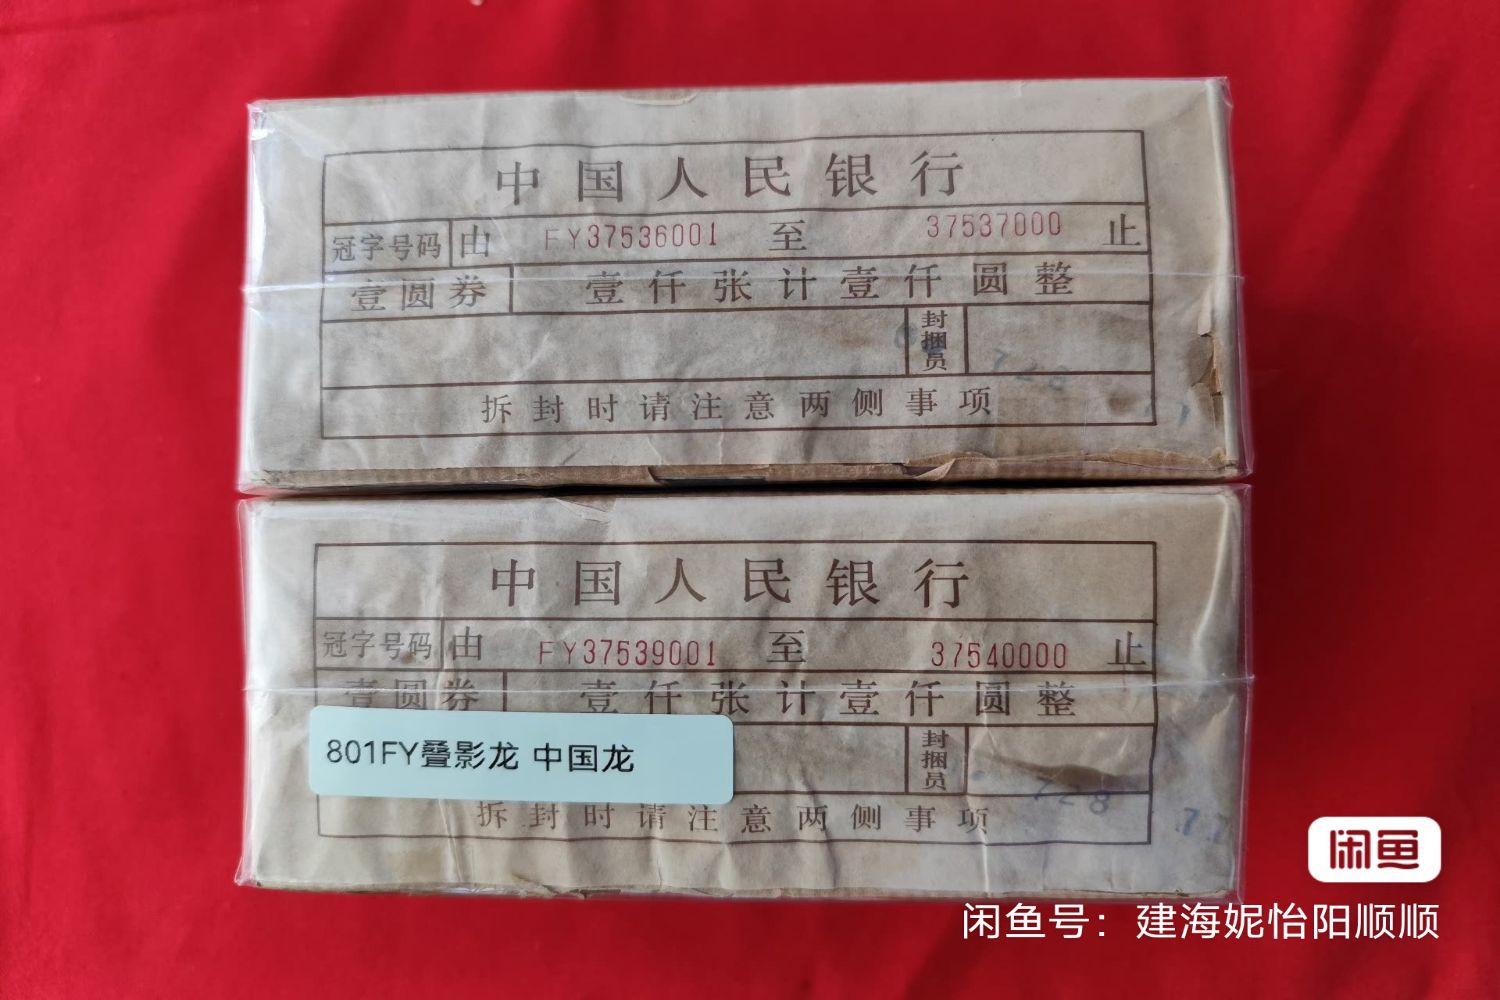 中国人民银行
冠字号码 由 FY37536001 至 37537000 止
壹圆券 壹仟张计壹仟圆整
封捆员
728
拆封时请注意两侧事项
中国人民银行
冠字号码 由 FY37539001 至 37540000 止
壹圆券 壹仟张计壹仟圆整
封捆员
801FY叠影龙 中国龙
728
拆封时请注意两侧事项
闲鱼
闲鱼号：建海妮怡阳顺顺